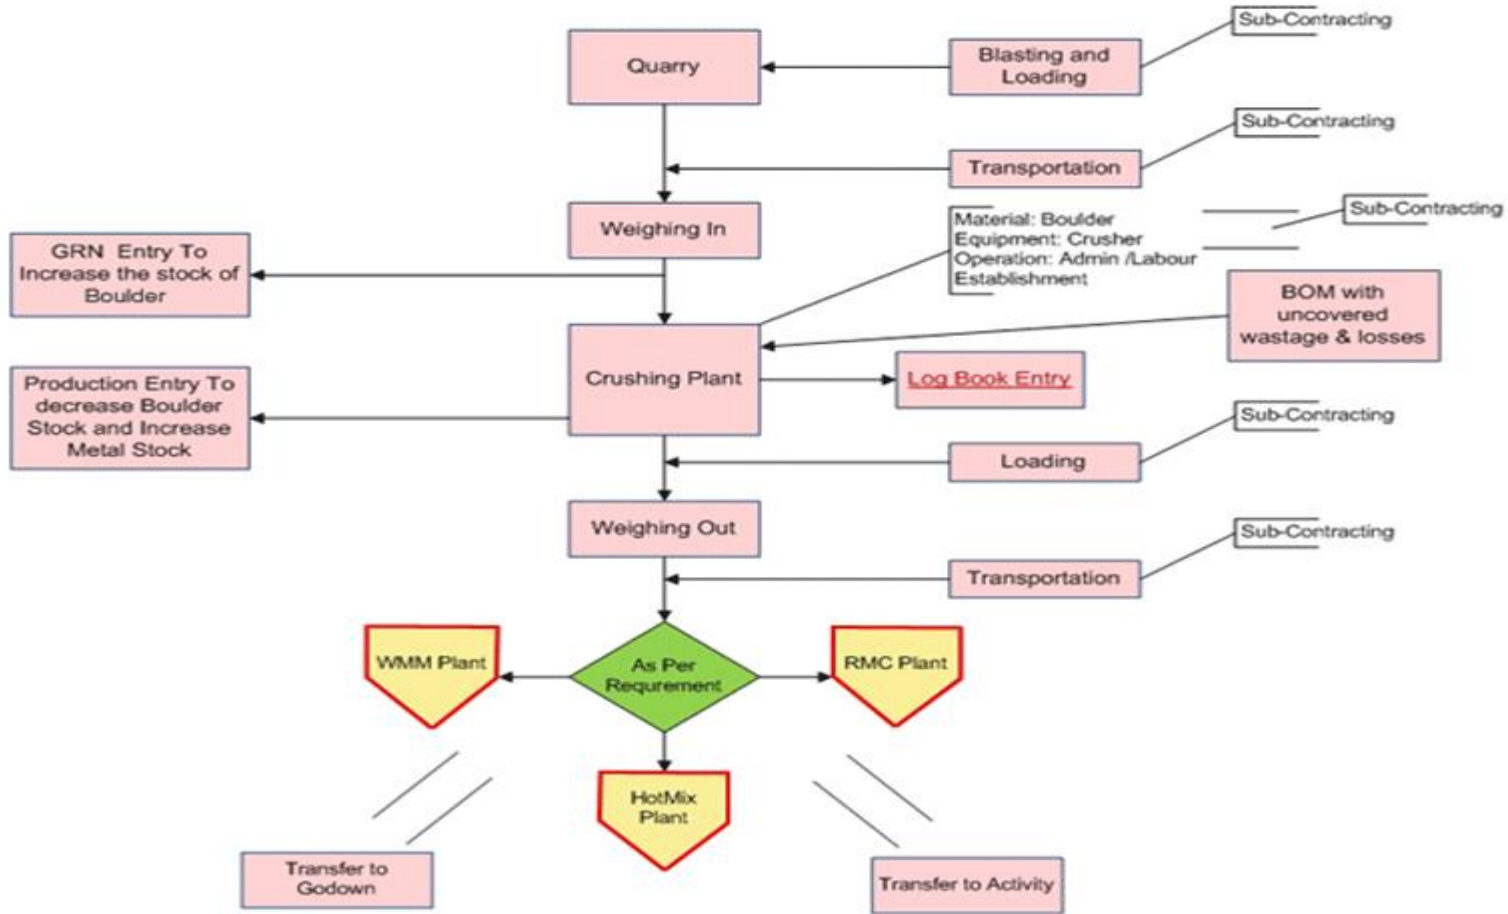 Sub-Contracting
Quarry
Blasting and
Loading
Sub-Contracting
Transportation
Sub-Contracting
Weighing In
Material: Boulder
Equipment: Crusher
Operation: Admin /Labour
Establishment
GRN Entry To
Increase the stock of
Boulder
BOM with
uncovered
wastage & losses
Production Entry To
decrease Boulder
Stock and Increase
Metal Stock
Crushing Plant
Log Book Entry
Sub-Contracting
Loading
Weighing Out
Sub-Contracting
Transportation
WMM Plant
As Per
Requrement
RMC Plant
HotMix
Plant
Transfer to
Godown
Transfer to Activity